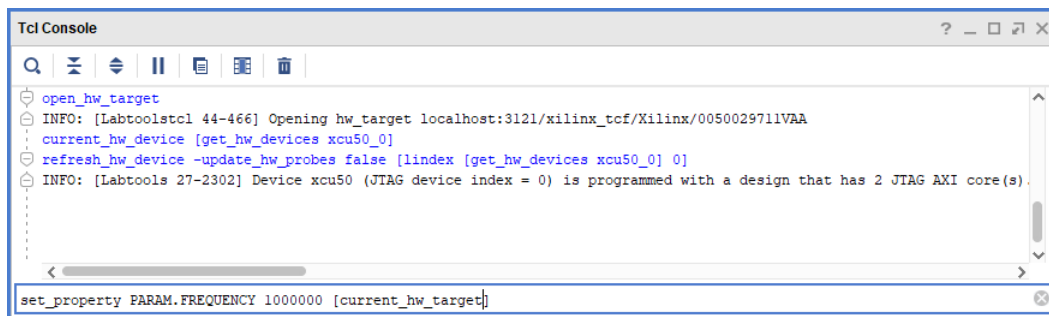 Tcl Console
open_hw_target
INFO: [Labtoolstcl 44-466] Opening hw_target localhost:3121/xilinx_tcf/Xilinx/0050029711VAA
current_hw_device [get_hw_devices xcu50_0]
refresh_hw_device -update_hw_probes false [lindex [get_hw_devices xcu50_0] 0]
INFO: [Labtools 27-2302] Device xcu50 (JTAG device index = 0) is programmed with a design that has 2 JTAG AXI core(s).
set_property PARAM.FREQUENCY 1000000 [current_hw_target]